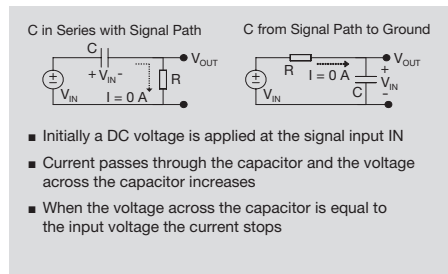 C in Series with Signal Path
C from Signal Path to Ground
C
VOUT
+ VIN -
R
VIN
I = 0 A
VOUT
R
I = 0 A
+
VIN
-
C
VIN
■ Initially a DC voltage is applied at the signal input IN
■ Current passes through the capacitor and the voltage
across the capacitor increases
■ When the voltage across the capacitor is equal to
the input voltage the current stops